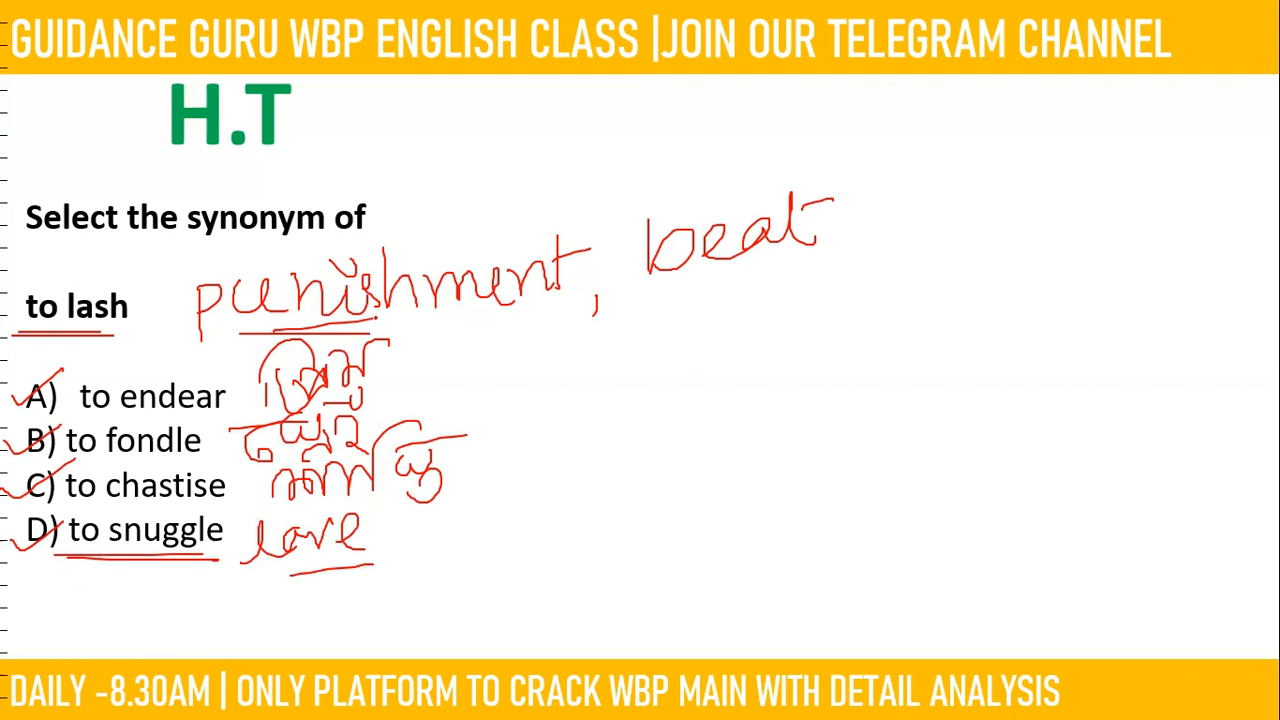 GUIDANCE GURU WBP ENGLISH CLASS |JOIN OUR TELEGRAM CHANNEL
H.T
Select the synonym of
beat
to lash punishment,
A) to endear প্রিয়
B) to fondle
C) to chastise শাস্তি
D) to snuggle love
DAILY -8.30AM | ONLY PLATFORM TO CRACK WBP MAIN WITH DETAIL ANALYSIS